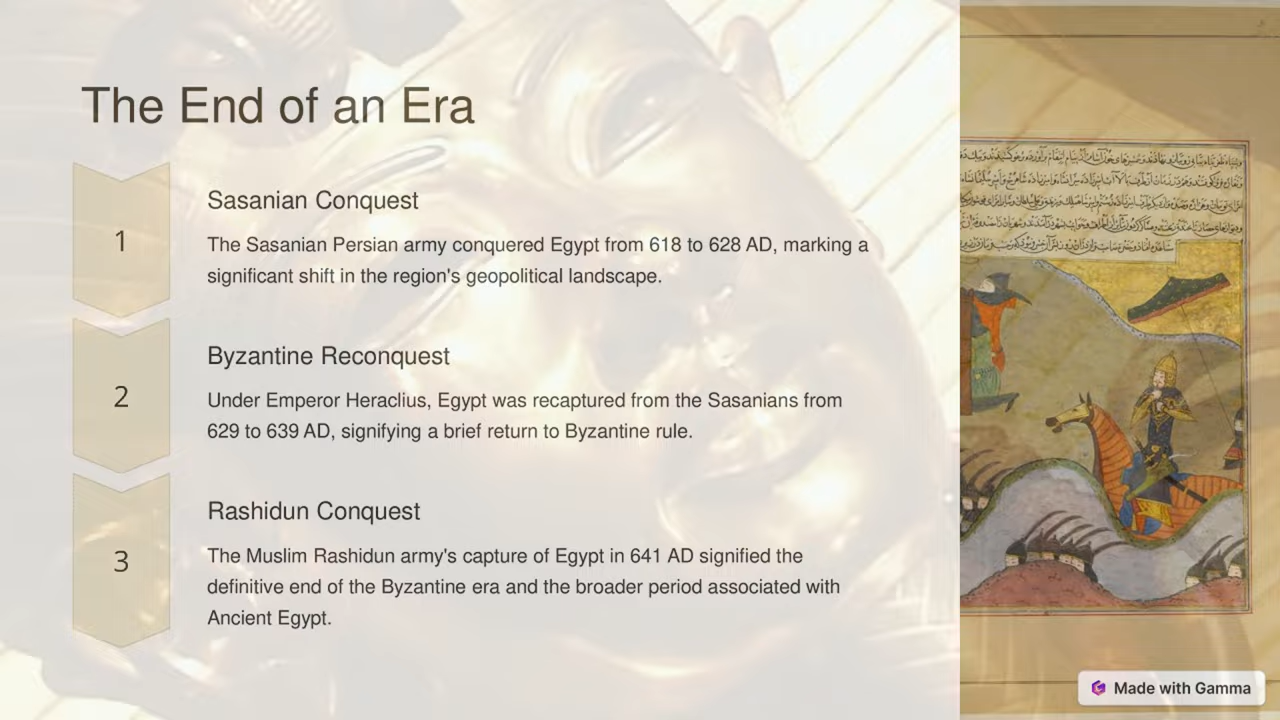 The End of an Era
1
Sasanian Conquest
The Sasanian Persian army conquered Egypt from 618 to 628 AD, marking a
significant shift in the region's geopolitical landscape.
2
Byzantine Reconquest
Under Emperor Heraclius, Egypt was recaptured from the Sasanians from
629 to 639 AD, signifying a brief return to Byzantine rule.
3
Rashidun Conquest
The Muslim Rashidun army's capture of Egypt in 641 AD signified the
definitive end of the Byzantine era and the broader period associated with
Ancient Egypt.
Made with Gamma